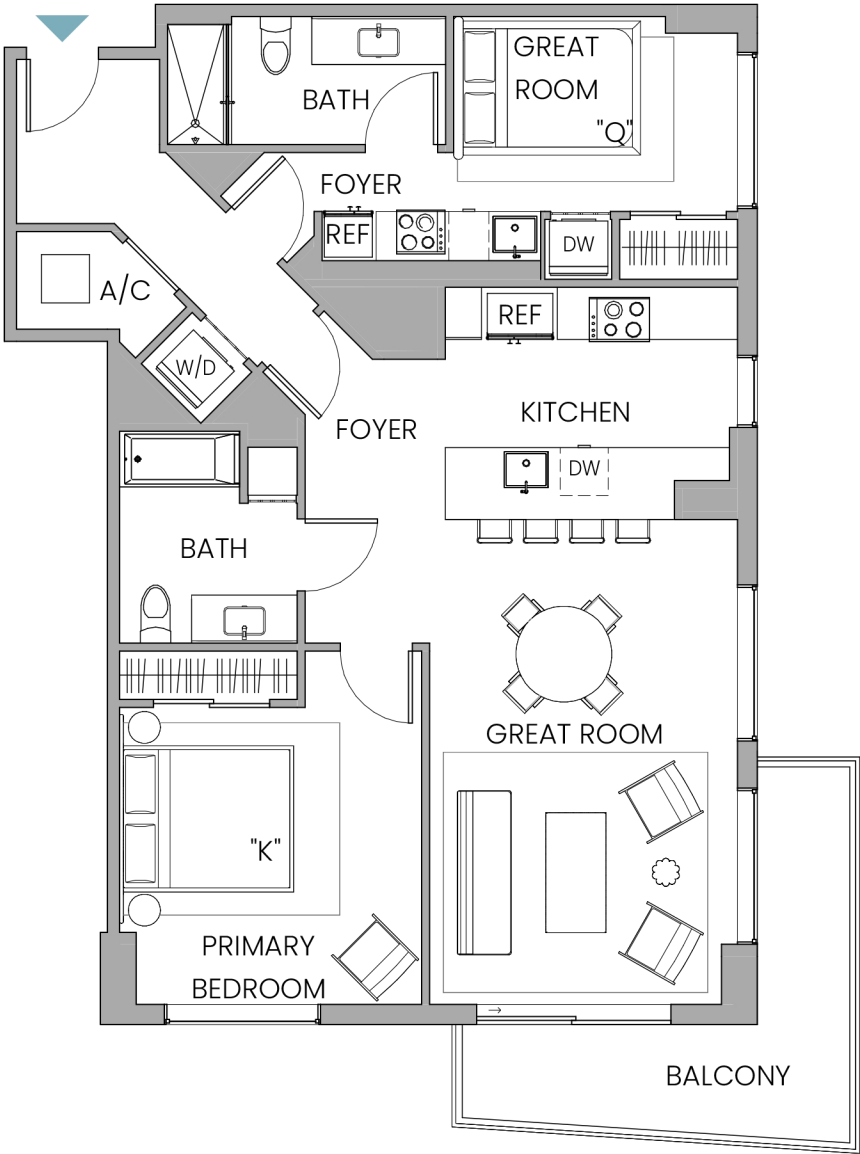 GREAT
ROOM
"Q"
BATH
FOYER
REF
DW
A/C
REF
W/D
KITCHEN
FOYER
DW
BATH
GREAT ROOM
"K"
PRIMARY
BEDROOM
BALCONY